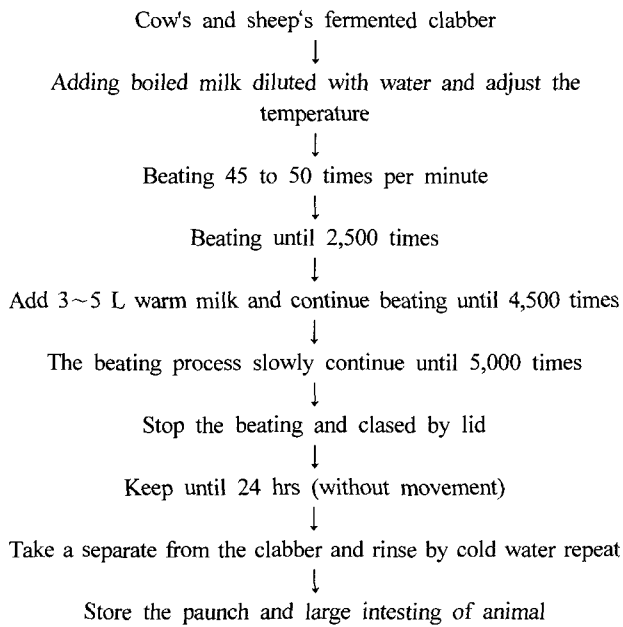 Cow's and sheep's fermented clabber
↓
Adding boiled milk diluted with water and adjust the
temperature
↓
Beating 45 to 50 times per minute
↓
Beating until 2,500 times
↓
Add 3~5 L warm milk and continue beating until 4,500 times
↓
The beating process slowly continue until 5,000 times
↓
Stop the beating and clased by lid
↓
Keep until 24 hrs (without movement)
↓
Take a separate from the clabber and rinse by cold water repeat
↓
Store the paunch and large intesting of animal